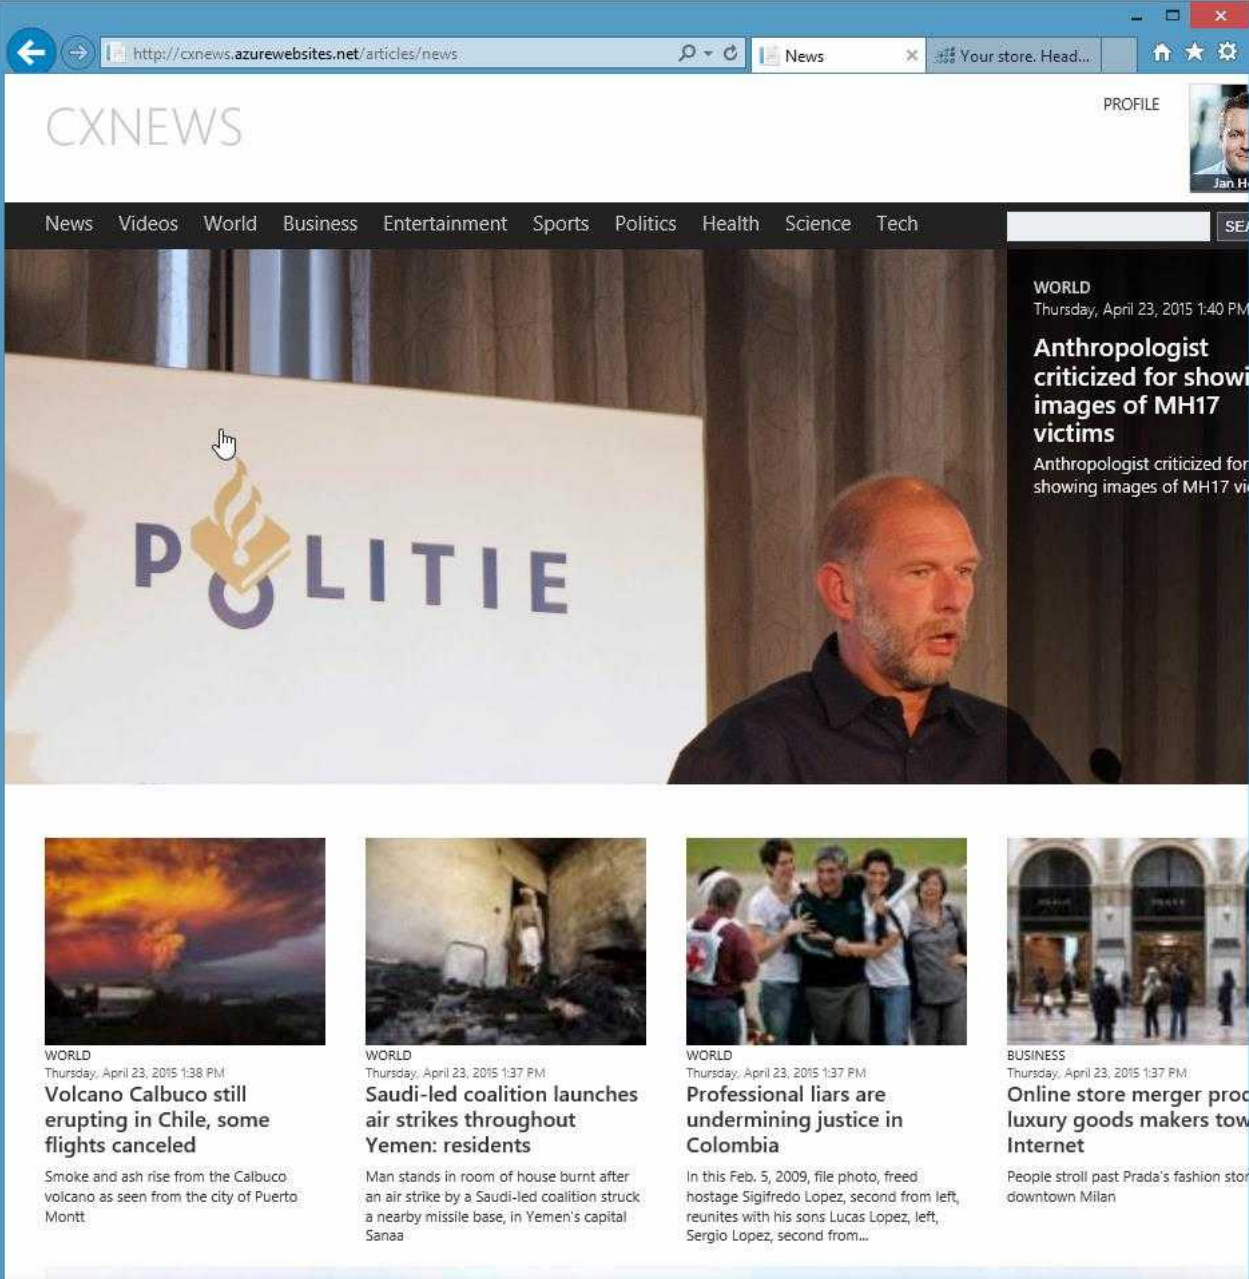 http://cxnews.azurewebsites.net/articles/news
News
Your store. Head...
CXNEWS
PROFILE
Jan H
News Videos World Business Entertainment Sports Politics Health Science Tech
SEA
WORLD
Thursday, April 23, 2015 1:40 PM
Anthropologist
criticized for showi
images of MH17
victims
Anthropologist criticized for
showing images of MH17 vi
POLITIE
WORLD
Thursday, April 23, 2015 1:38 PM
Volcano Calbuco still
erupting in Chile, some
flights canceled
Smoke and ash rise from the Calbuco
volcano as seen from the city of Puerto
Montt
WORLD
Thursday, April 23, 2015 1:37 PM
Saudi-led coalition launches
air strikes throughout
Yemen: residents
Man stands in room of house burnt after
an air strike by a Saudi-led coalition struck
a nearby missile base, in Yemen's capital
Sanaa
WORLD
Thursday, April 23, 2015 1:37 PM
Professional liars are
undermining justice in
Colombia
In this Feb. 5, 2009, file photo, freed
hostage Sigifredo Lopez, second from left,
reunites with his sons Lucas Lopez, left,
Sergio Lopez, second from...
BUSINESS
Thursday, April 23, 2015 1:37 PM
Online store merger prod
luxury goods makers tow
Internet
People stroll past Prada's fashion stor
downtown Milan